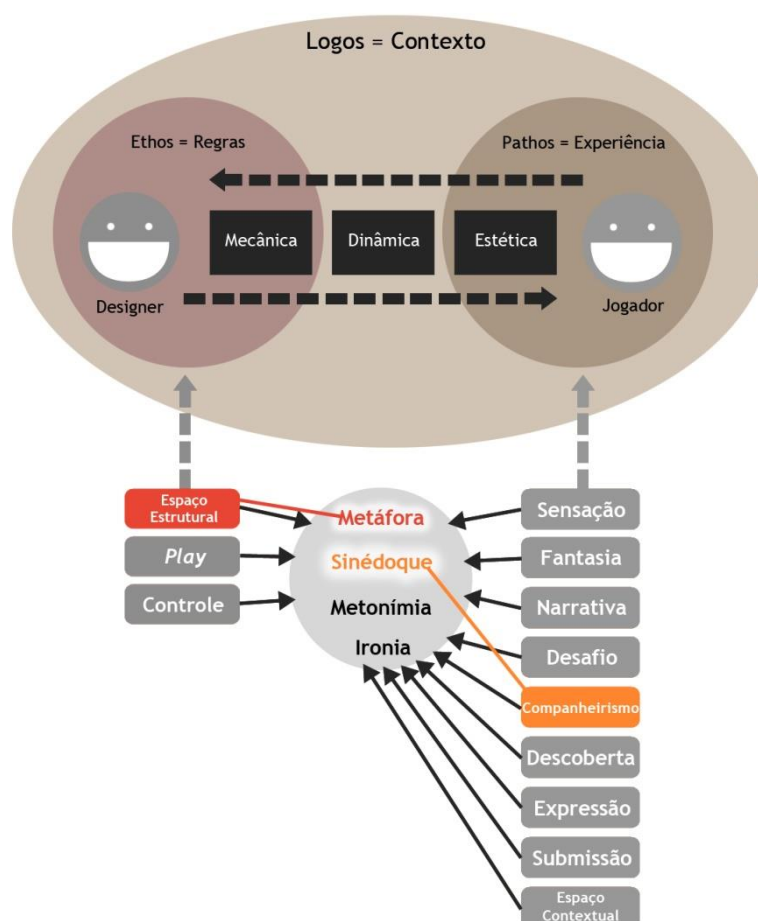 Logos = Contexto
Ethos = Regras
Pathos = Experiência
Mecânica
Dinâmica
Estética
Designer
Jogador
Espaço
Estrutural
Play
Controle
Metáfora
Sinédoque
Metonímia
Ironia
Sensação
Fantasia
Narrativa
Desafio
Companheirismo
Descoberta
Expressão
Submissão
Espaço
Contextual